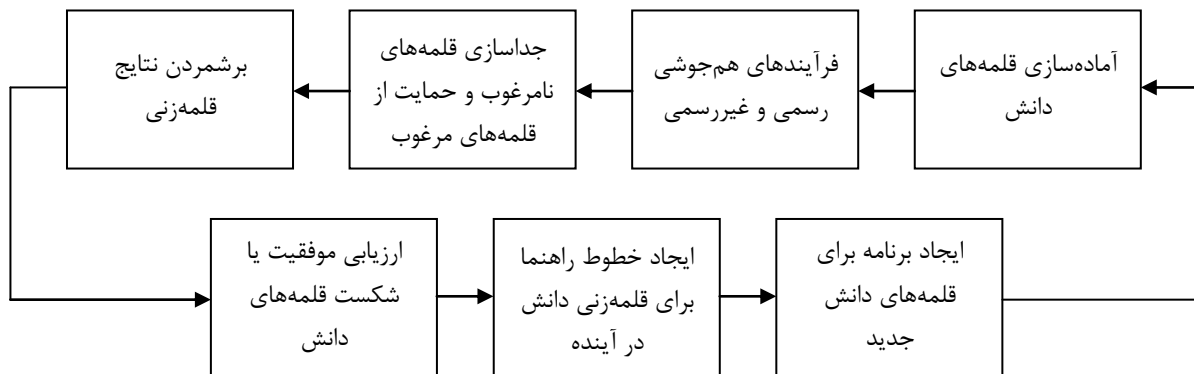 آماده‌سازی قلمه‌های
دانش
فرآیندهای هم‌جوشی
رسمی و غیررسمی
جداسازی قلمه‌های
نامرغوب و حمایت از
قلمه‌های مرغوب
برشمردن نتایج
قلمه‌زنی
ارزیابی موفقیت یا
شکست قلمه‌های
دانش
ایجاد خطوط راهنما
برای قلمه‌زنی دانش
در آینده
ایجاد برنامه برای
قلمه‌های دانش
جدید